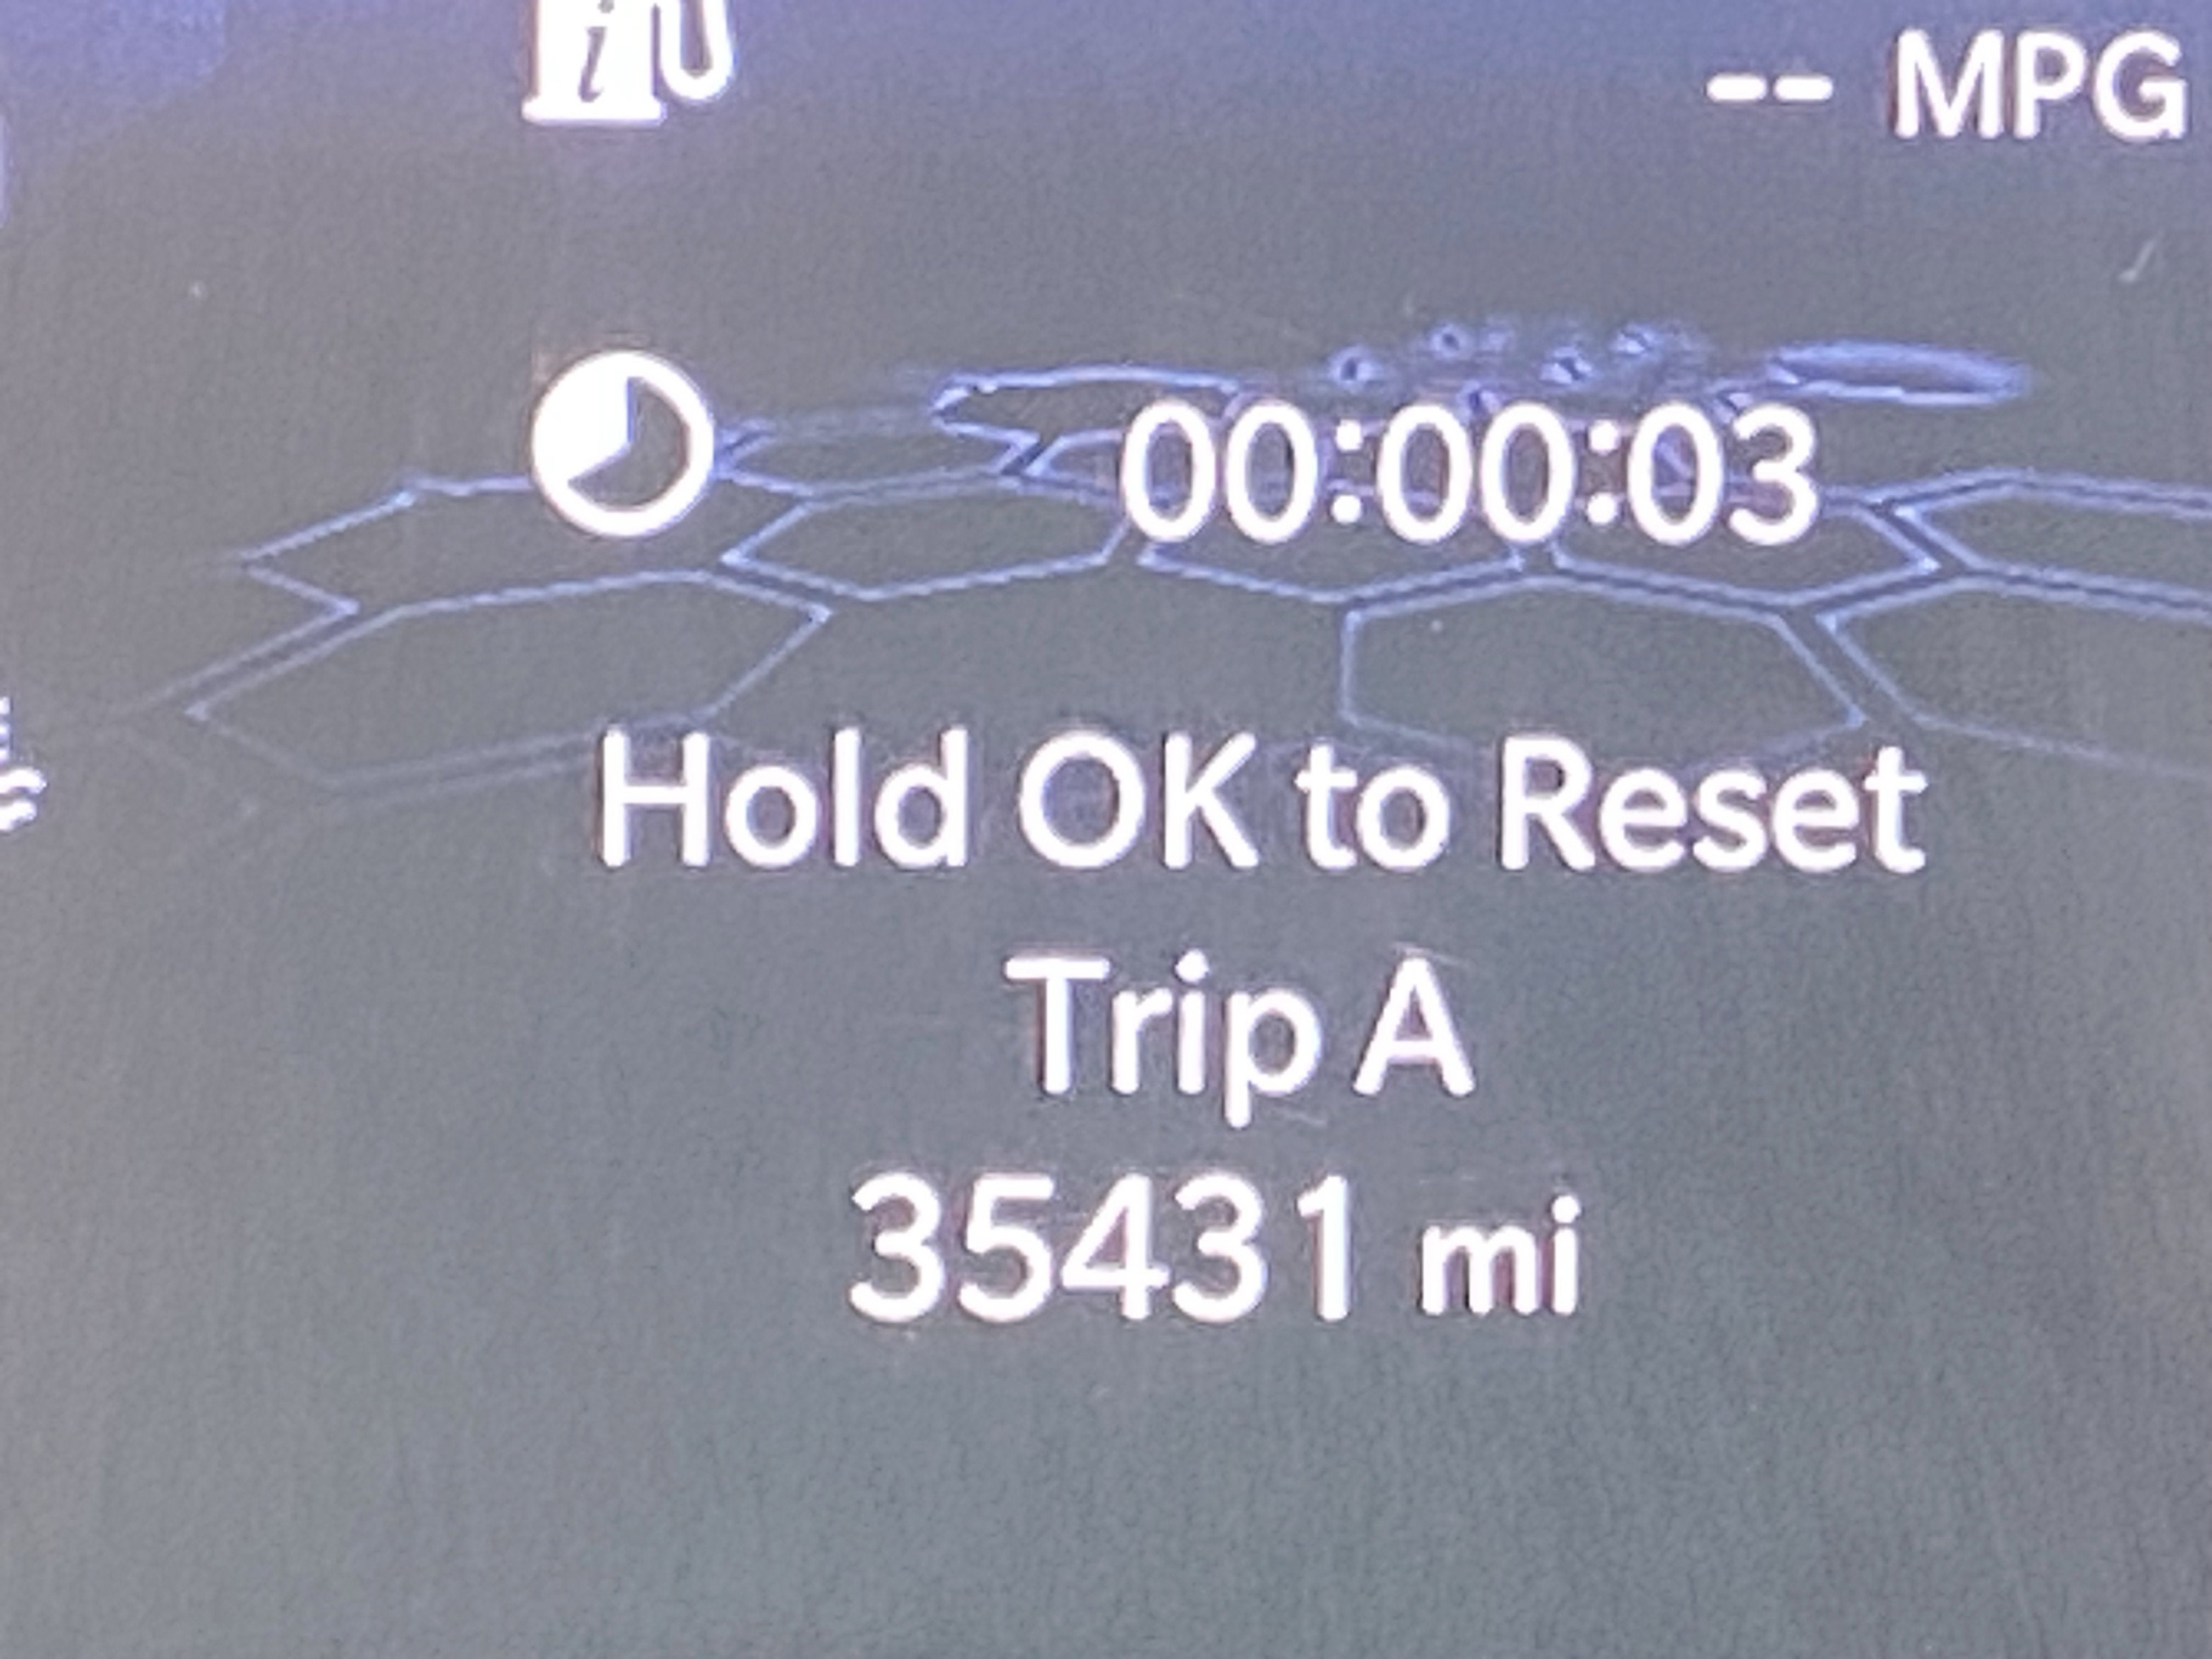 -- MPG
00:00:03
Hold OK to Reset
Trip A
35431 mi